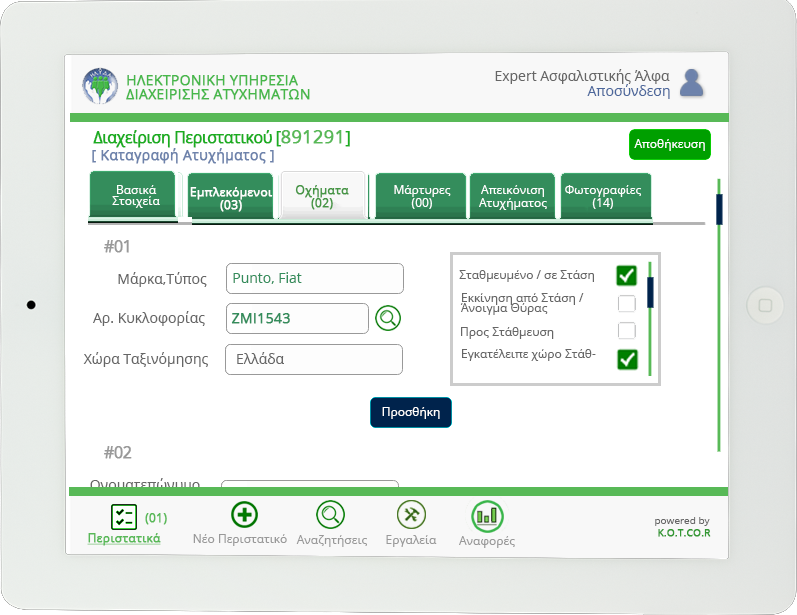 ΗΛΕΚΤΡΟΝΙΚΗ ΥΠΗΡΕΣΙΑ
ΔΙΑΧΕΙΡΙΣΗΣ ΑΤΥΧΗΜΑΤΩΝ
Expert Ασφαλιστικής Άλφα
Αποσύνδεση
Διαχείριση Περιστατικού [891291]
[ Καταγραφή Ατυχήματος ]
Αποθήκευση
Βασικά
Στοιχεία
Εμπλεκόμενοι
(03)
Οχήματα
(02)
Μάρτυρες
(00)
Απεικόνιση
Ατυχήματος
Φωτογραφίες
(14)
#01
Μάρκα,Τύπος
Punto, Fiat
Αρ. Κυκλοφορίας
ZMI1543
Χώρα Ταξινόμησης
Ελλάδα
Σταθμευμένο / σε Στάση
Εκκίνηση από Στάση /
Άνοιγμα Θύρας
Προς Στάθμευση
Εγκατέλειπε χώρο Στάθ-
Προσθήκη
#02
Ονοματεπώνυμο
(01)
Περιστατικά
Νέο Περιστατικό
Αναζητήσεις
Εργαλεία
Αναφορές
powered by
K.O.T.CO.R